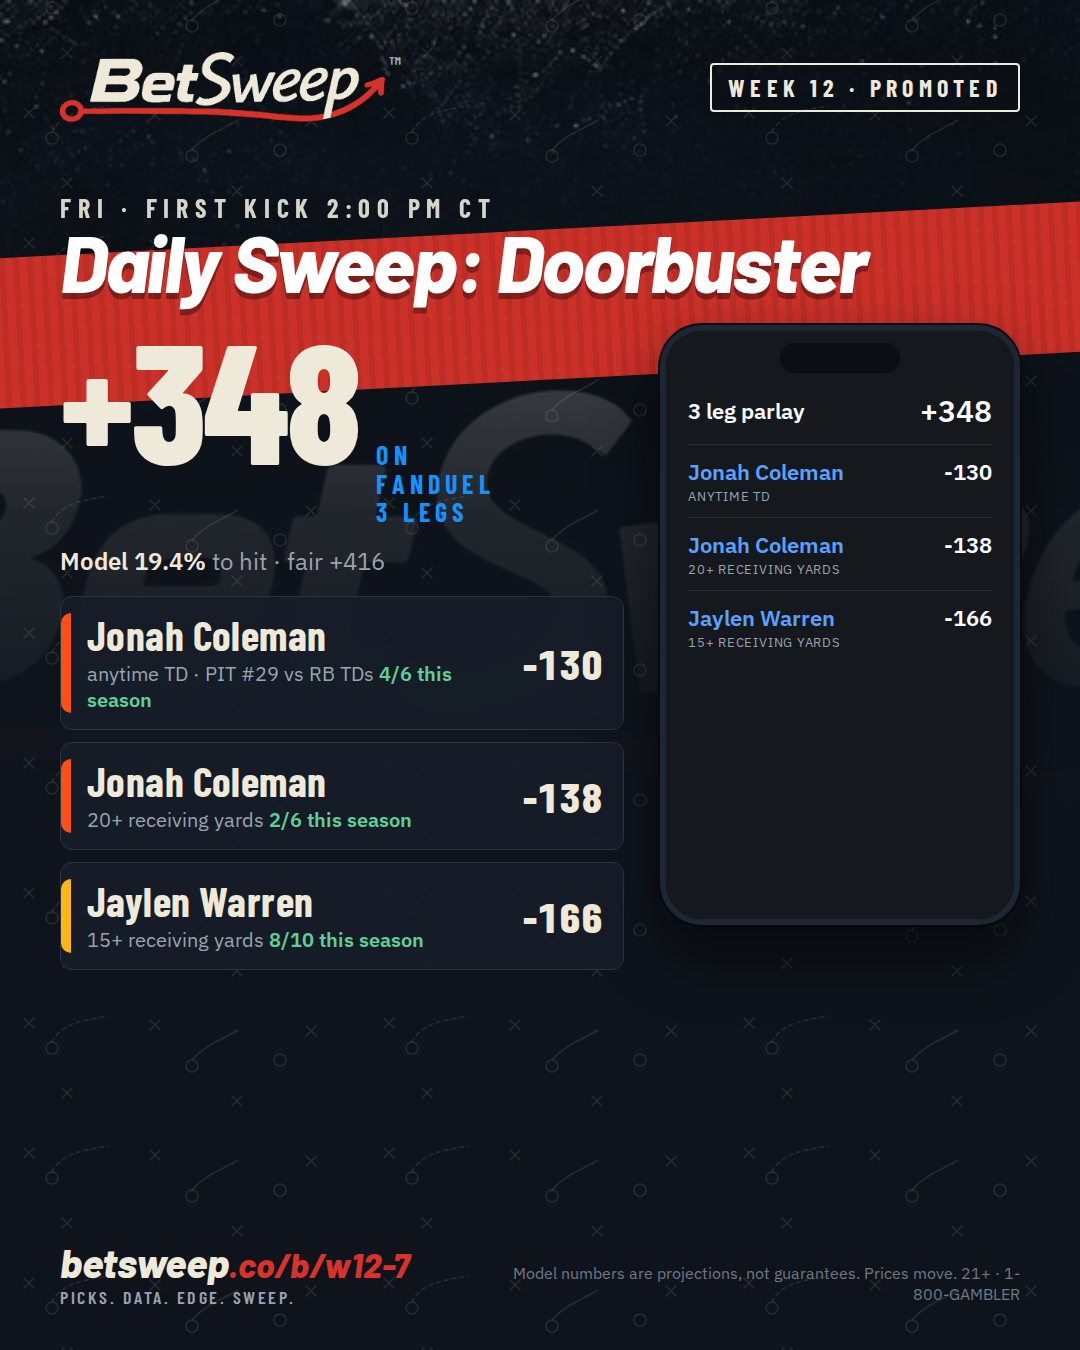 BetSweep™
WEEK 12 · PROMOTED
FRI · FIRST KICK 2:00 PM CT
Daily Sweep: Doorbuster
+348
ON
FANDUEL
3 LEGS
Model 19.4% to hit · fair +416
Jonah Coleman
anytime TD · PIT #29 vs RB TDs 4/6 this
season
-130
Jonah Coleman
20+ receiving yards 2/6 this season
-138
Jaylen Warren
15+ receiving yards 8/10 this season
-166
3 leg parlay
+348
Jonah Coleman
-130
ANYTIME TD
Jonah Coleman
-138
20+ RECEIVING YARDS
Jaylen Warren
-166
15+ RECEIVING YARDS
betsweep.co/b/w12-7
PICKS. DATA. EDGE. SWEEP.
Model numbers are projections, not guarantees. Prices move. 21+ · 1-
800-GAMBLER